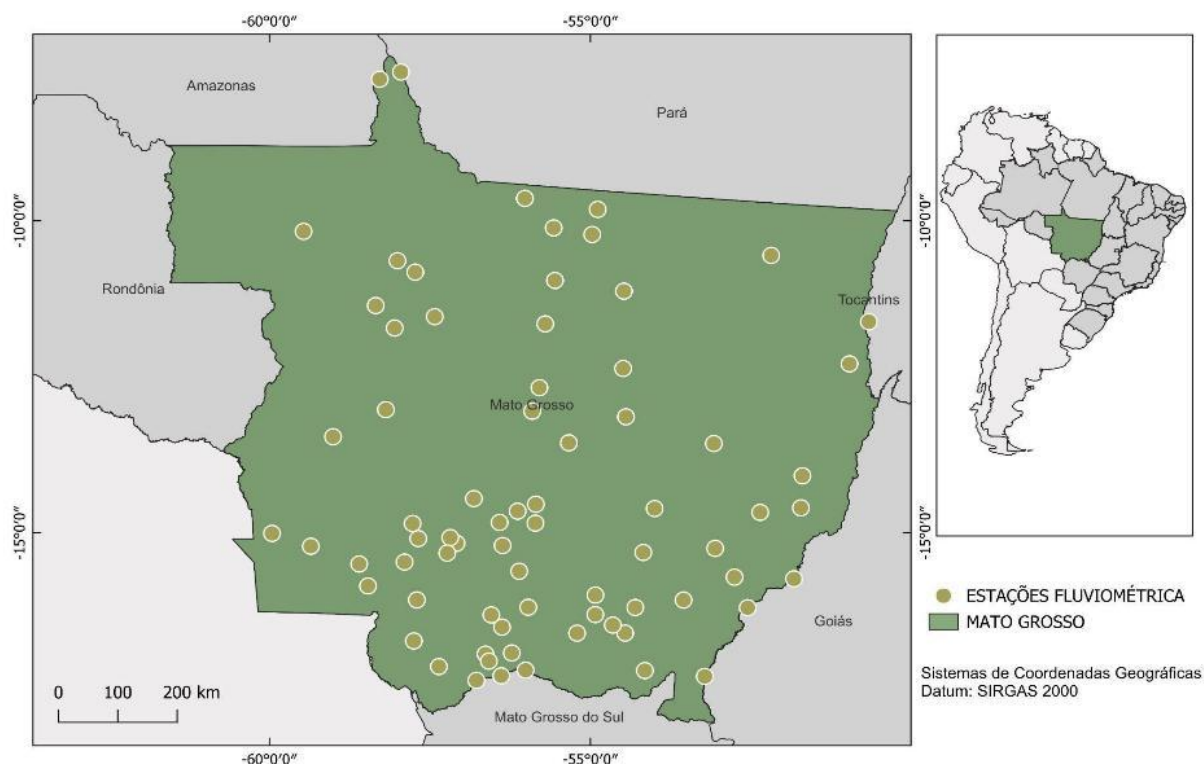 -60°0'0″ -55°0'0″
Amazonas
Pará
-10°0'0″ -10°0'0″
Rondônia
Tocantins
Mato Grosso
-15°0'0″ -15°0'0″
Goiás
0 100 200 km
Mato Grosso do Sul
-60°0'0″ -55°0'0″
ESTAÇÕES FLUVIOMÉTRICA
MATO GROSSO
Sistemas de Coordenadas Geográficas
Datum: SIRGAS 2000